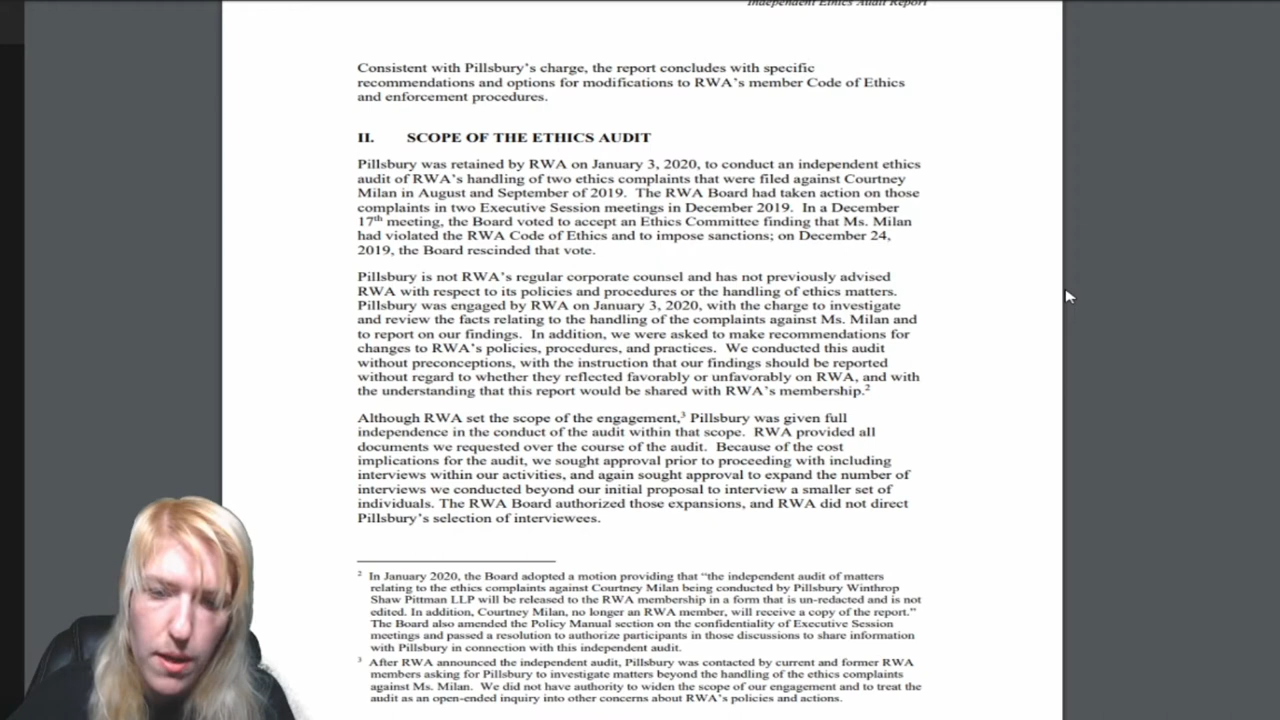 Independent Ethics Audit Report
Consistent with Pillsbury's charge, the report concludes with specific
recommendations and options for modifications to RWA's member Code of Ethics
and enforcement procedures.
II. SCOPE OF THE ETHICS AUDIT
Pillsbury was retained by RWA on January 3, 2020, to conduct an independent ethics
audit of RWA's handling of two ethics complaints that were filed against Courtney
Milan in August and September of 2019. The RWA Board had taken action on those
complaints in two Executive Session meetings in December 2019. In a December
17th meeting, the Board voted to accept an Ethics Committee finding that Ms. Milan
had violated the RWA Code of Ethics and to impose sanctions; on December 24,
2019, the Board rescinded that vote.
Pillsbury is not RWA's regular corporate counsel and has not previously advised
RWA with respect to its policies and procedures or the handling of ethics matters.
Pillsbury was engaged by RWA on January 3, 2020, with the charge to investigate
and review the facts relating to the handling of the complaints against Ms. Milan and
to report on our findings. In addition, we were asked to make recommendations for
changes to RWA's policies, procedures, and practices. We conducted this audit
without preconceptions, with the instruction that our findings should be reported
without regard to whether they reflected favorably or unfavorably on RWA, and with
the understanding that this report would be shared with RWA's membership.2
Although RWA set the scope of the engagement,3 Pillsbury was given full
independence in the conduct of the audit within that scope. RWA provided all
documents we requested over the course of the audit. Because of the cost
implications for the audit, we sought approval prior to proceeding with including
interviews within our activities, and again sought approval to expand the number of
interviews we conducted beyond our initial proposal to interview a smaller set of
individuals. The RWA Board authorized those expansions, and RWA did not direct
Pillsbury's selection of interviewees.
2 In January 2020, the Board adopted a motion providing that "the independent audit of matters
relating to the ethics complaints against Courtney Milan being conducted by Pillsbury Winthrop
Shaw Pittman LLP will be released to the RWA membership in a form that is un-redacted and is not
edited. In addition, Courtney Milan, no longer an RWA member, will receive a copy of the report."
The Board also amended the Policy Manual section on the confidentiality of Executive Session
meetings and passed a resolution to authorize participants in those discussions to share information
with Pillsbury in connection with this independent audit.
3 After RWA announced the independent audit, Pillsbury was contacted by current and former RWA
members asking for Pillsbury to investigate matters beyond the handling of the ethics complaints
against Ms. Milan. We did not have authority to widen the scope of our engagement and to treat the
audit as an open-ended inquiry into other concerns about RWA's policies and actions.